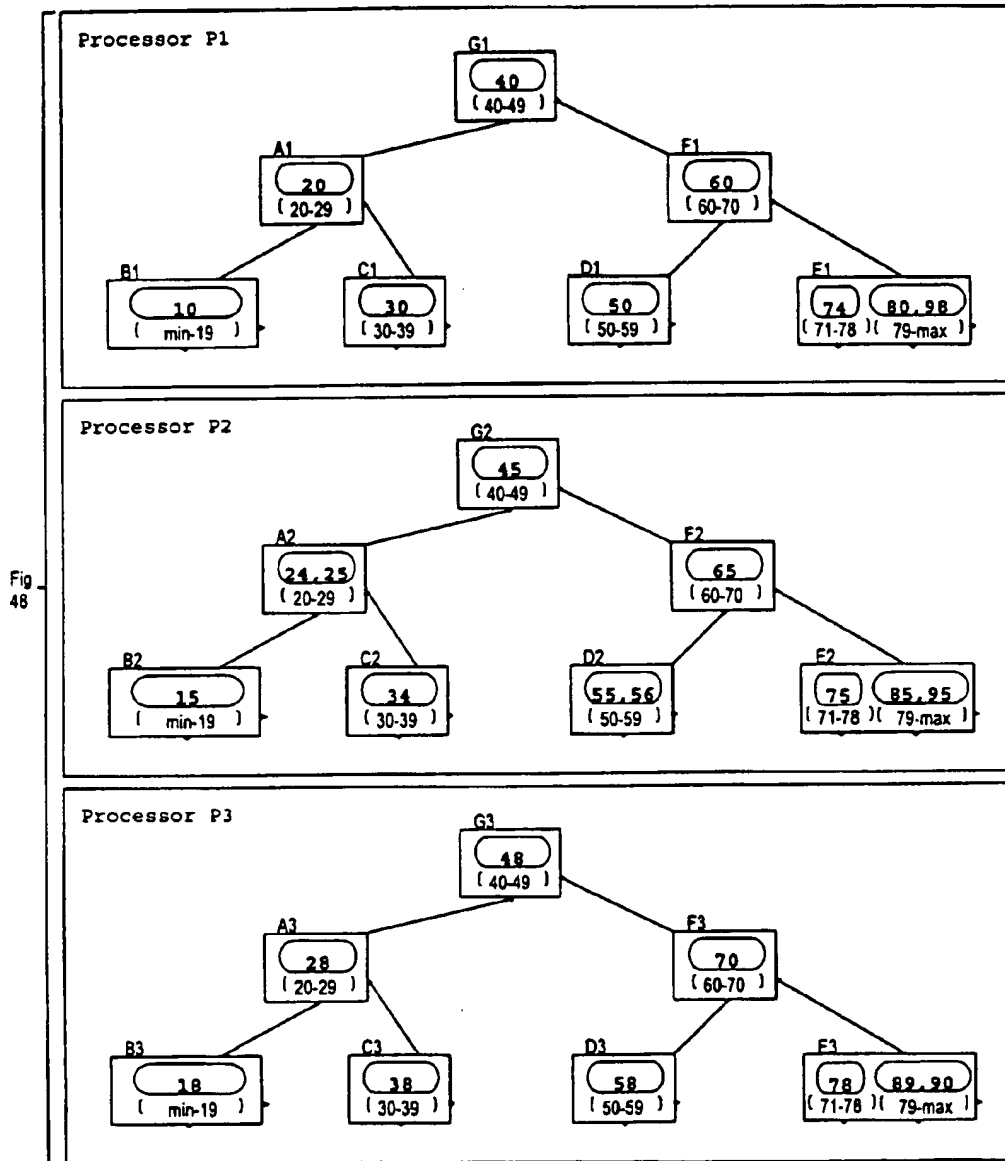 Processor P1
G1
40
( 40-49 )
A1
20
( 20-29 )
F1
60
( 60-70 )
B1
10
( min-19 )
C1
30
( 30-39 )
D1
50
( 50-59 )
E1
74 80,98
( 71-78 )( 79-max )
Processor P2
G2
45
( 40-49 )
A2
24,25
( 20-29 )
F2
65
( 60-70 )
Fig
48
B2
15
( min-19 )
C2
34
( 30-39 )
D2
55,56
( 50-59 )
E2
75 85,95
( 71-78 )( 79-max )
Processor P3
G3
48
( 40-49 )
A3
28
( 20-29 )
F3
70
( 60-70 )
B3
18
( min-19 )
C3
38
( 30-39 )
D3
58
( 50-59 )
E3
78 89,90
( 71-78 )( 79-max )